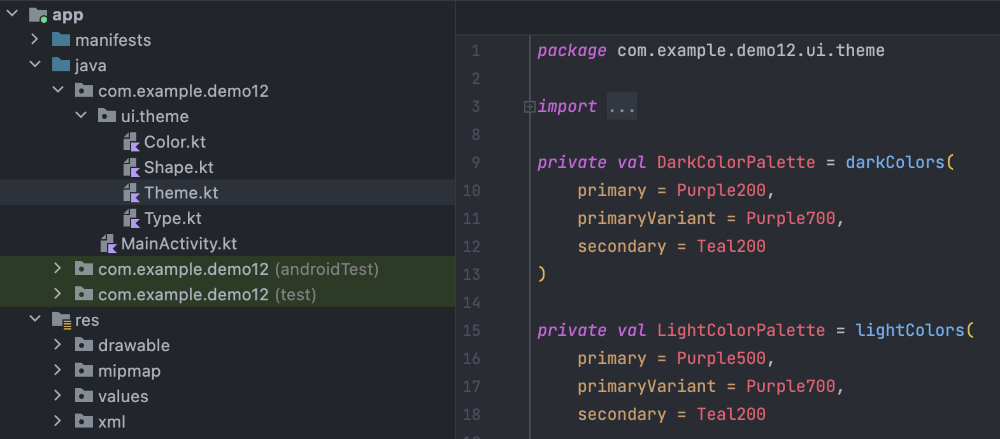 app
manifests
java
com.example.demo12
ui.theme
Color.kt
Shape.kt
Theme.kt
Type.kt
MainActivity.kt
com.example.demo12 (androidTest)
com.example.demo12 (test)
res
drawable
mipmap
values
xml
1 package com.example.demo12.ui.theme
2
3 import ...
8
9 private val DarkColorPalette = darkColors(
10 primary = Purple200,
11 primaryVariant = Purple700,
12 secondary = Teal200
13 )
14
15 private val LightColorPalette = lightColors(
16 primary = Purple500,
17 primaryVariant = Purple700,
18 secondary = Teal200